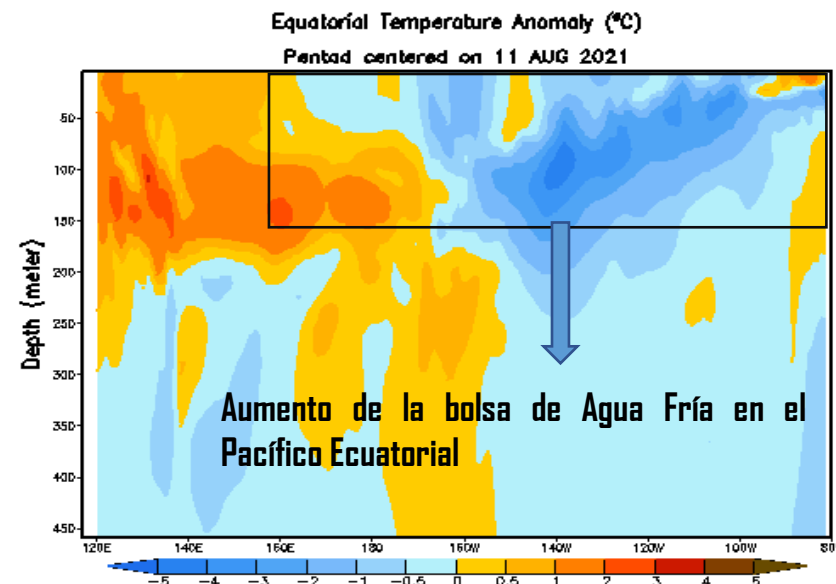 Equatorial Temperature Anomaly (°C)
Pentad centered on 11 AUG 2021
50
100
150
200
250
300
350
400
450
Depth (meter)
Aumento de la bolsa de Agua Fría en el
Pacífico Ecuatorial
120E 140E 160E 180 160W 140W 120W 100W 80
-5 -4 -3 -2 -1 -0.5 0 0.5 1 2 3 4 5